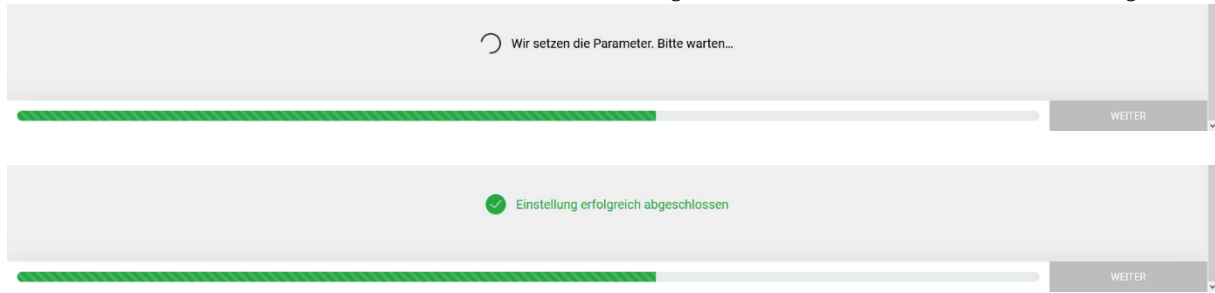 Wir setzen die Parameter. Bitte warten...
WEITER
Einstellung erfolgreich abgeschlossen
WEITER